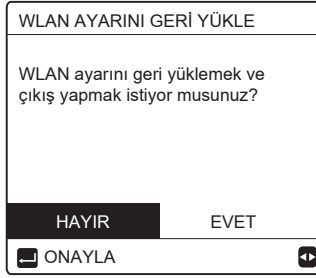 WLAN AYARINI GERİ YÜKLE
WLAN ayarını geri yüklemek ve
çıkış yapmak istiyor musunuz?
HAYIR EVET
ONAYLA